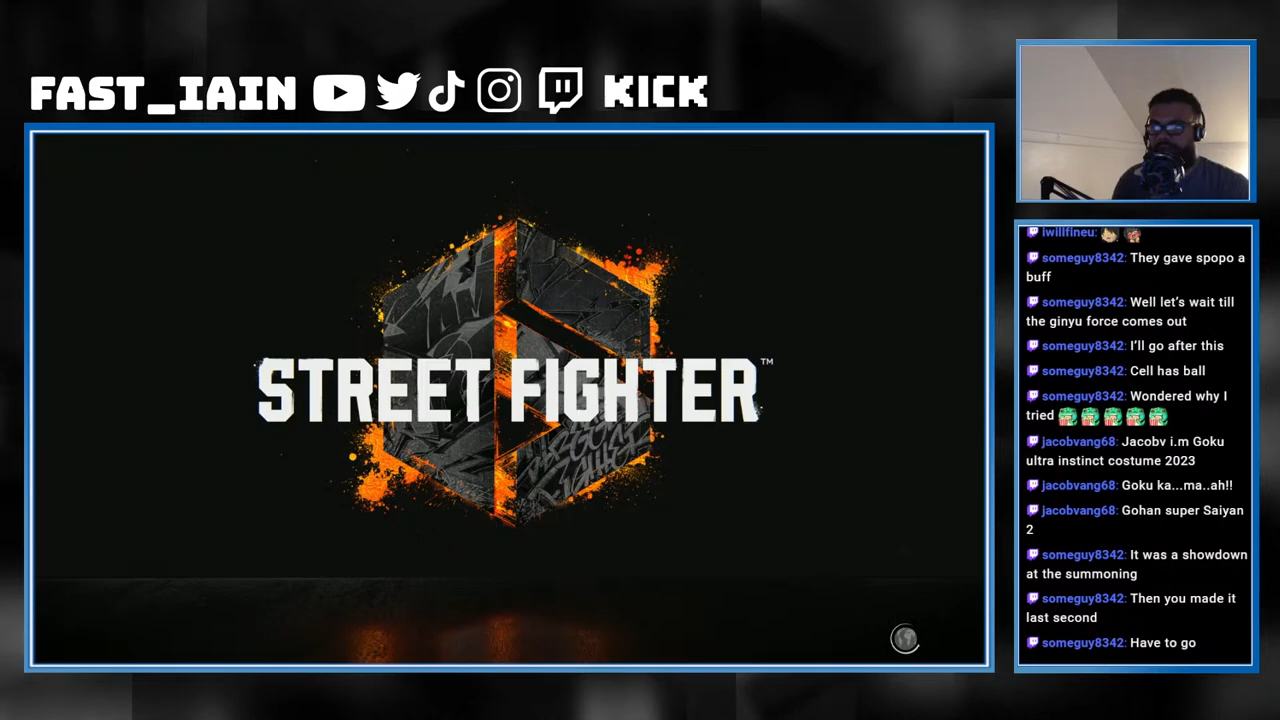 FAST_IAIN KICK
STREET FIGHTER™
iwillfineu:
someguy8342: They gave spopo a
buff
someguy8342: Well let's wait till
the ginyu force comes out
someguy8342: I'll go after this
someguy8342: Cell has ball
someguy8342: Wondered why I
tried
jacobvang68: Jacobv i.m Goku
ultra instinct costume 2023
jacobvang68: Goku ka...ma..ah!!
jacobvang68: Gohan super Saiyan
2
someguy8342: It was a showdown
at the summoning
someguy8342: Then you made it
last second
someguy8342: Have to go